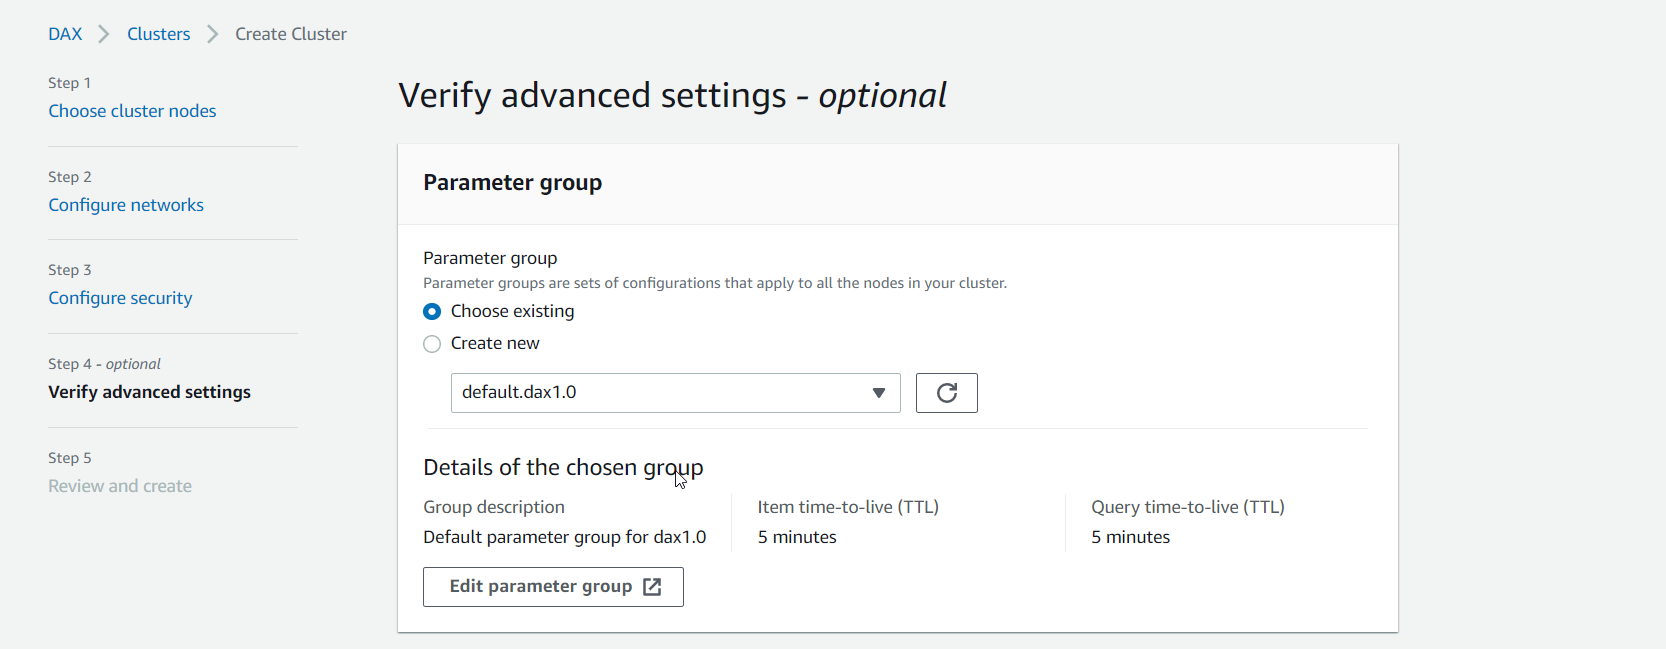 DAX > Clusters > Create Cluster
Step 1
Choose cluster nodes
Step 2
Configure networks
Step 3
Configure security
Step 4 - optional
Verify advanced settings
Step 5
Review and create
Verify advanced settings - optional
Parameter group
Parameter group
Parameter groups are sets of configurations that apply to all the nodes in your cluster.
Choose existing
Create new
default.dax1.0
Details of the chosen group
Group description
Default parameter group for dax1.0
Item time-to-live (TTL)
5 minutes
Query time-to-live (TTL)
5 minutes
Edit parameter group